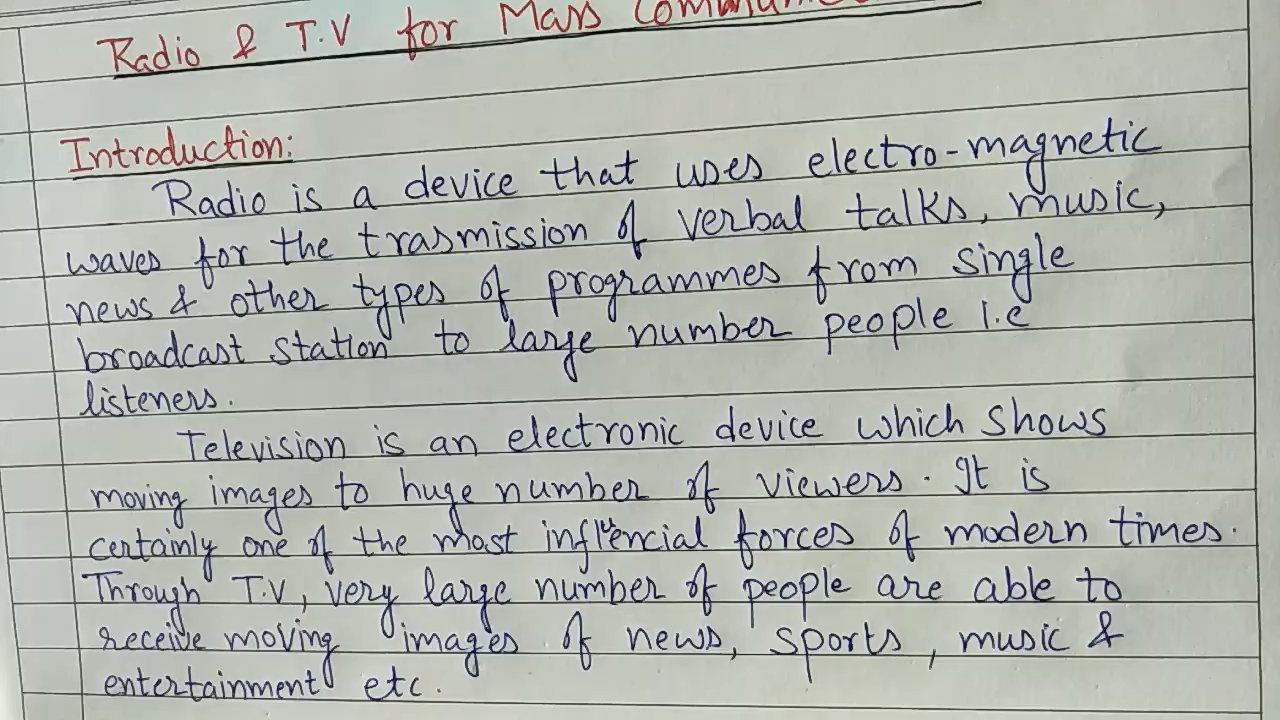 Radio & T.V for Mass
Introduction:
Radio is a device that uses electro-magnetic
waves for the trasmission of verbal talks, music,
news & other types of programmes from single
broadcast station to large number people i.e
listeners.
Television is an electronic device which shows
moving images to huge number of viewers. It is
certainly one of the most influencial forces of modern times.
Through T.V, very large number of people are able to
receive moving images of news, sports, music &
entertainment etc.